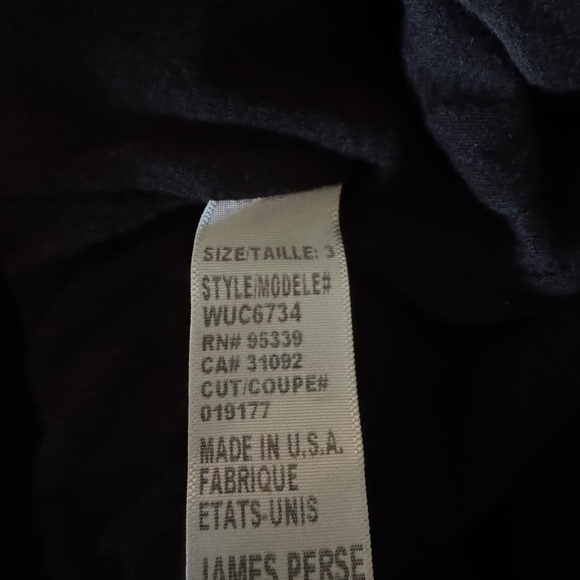 SIZE/TAILLE: 3
STYLE/MODELE#
WUC6734
RN# 95339
CA# 31092
CUT/COUPE#
019177
MADE IN U.S.A.
FABRIQUE
ETATS-UNIS
JAMES PERSE